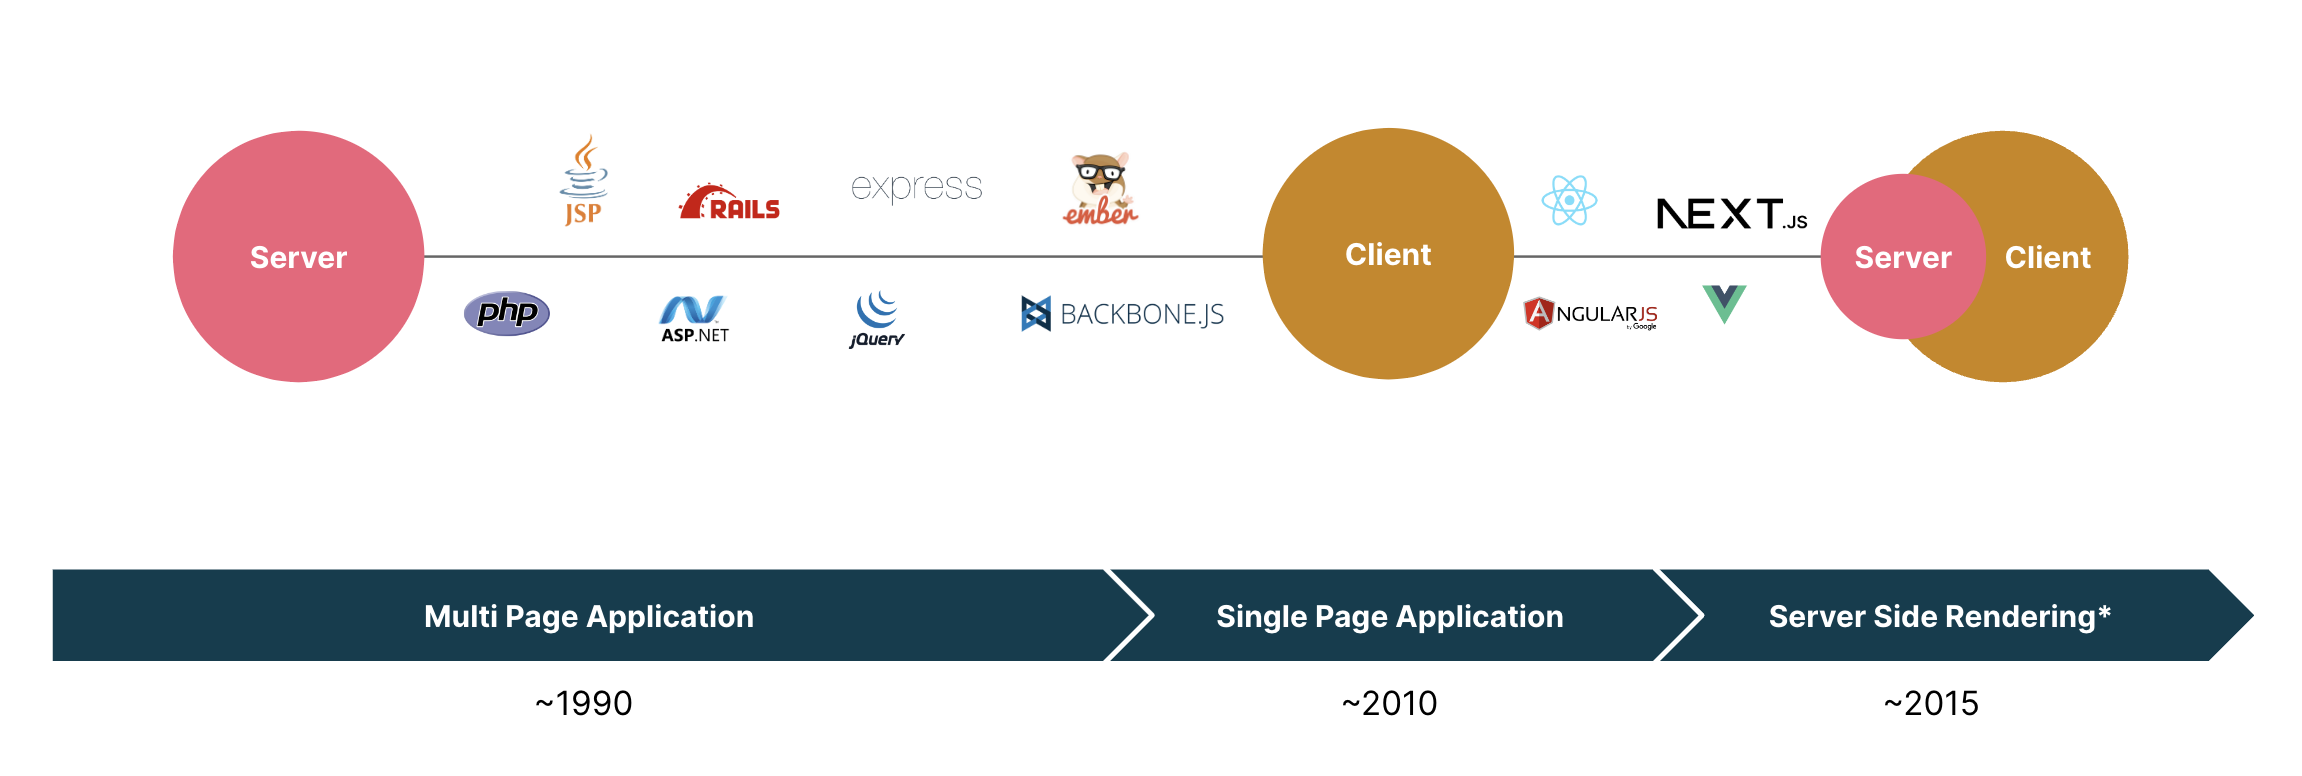 JSP
RAILS
express
ember
NEXT.JS
Server
Client
Server
Client
php
ASP.NET
jQuery
BACKBONE.JS
ANGULARJS
by Google
Multi Page Application
Single Page Application
Server Side Rendering*
~1990
~2010
~2015